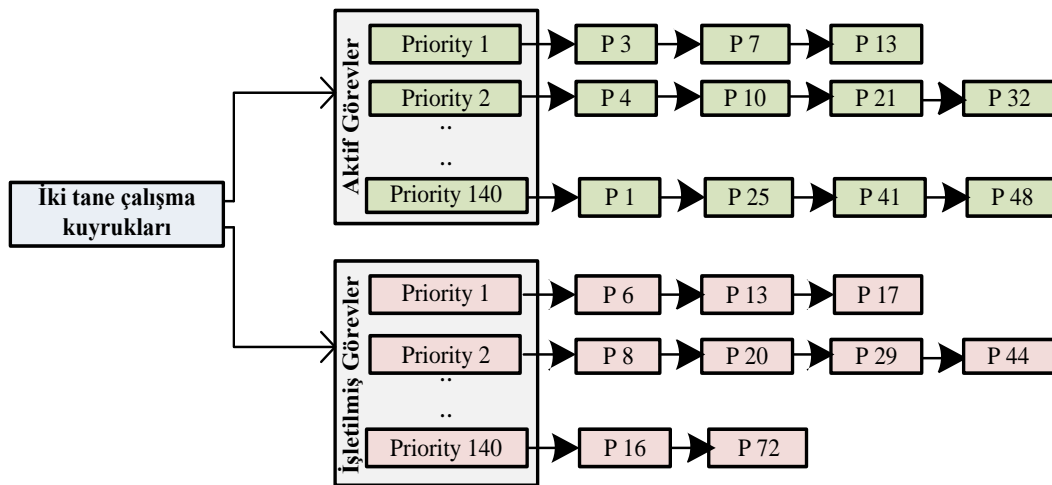 İki tane çalışma
kuyrukları
Aktif Görevler
Priority 1
P 3
P 7
P 13
Priority 2
P 4
P 10
P 21
P 32
..
..
Priority 140
P 1
P 25
P 41
P 48
İşletilmiş Görevler
Priority 1
P 6
P 13
P 17
Priority 2
P 8
P 20
P 29
P 44
..
..
Priority 140
P 16
P 72